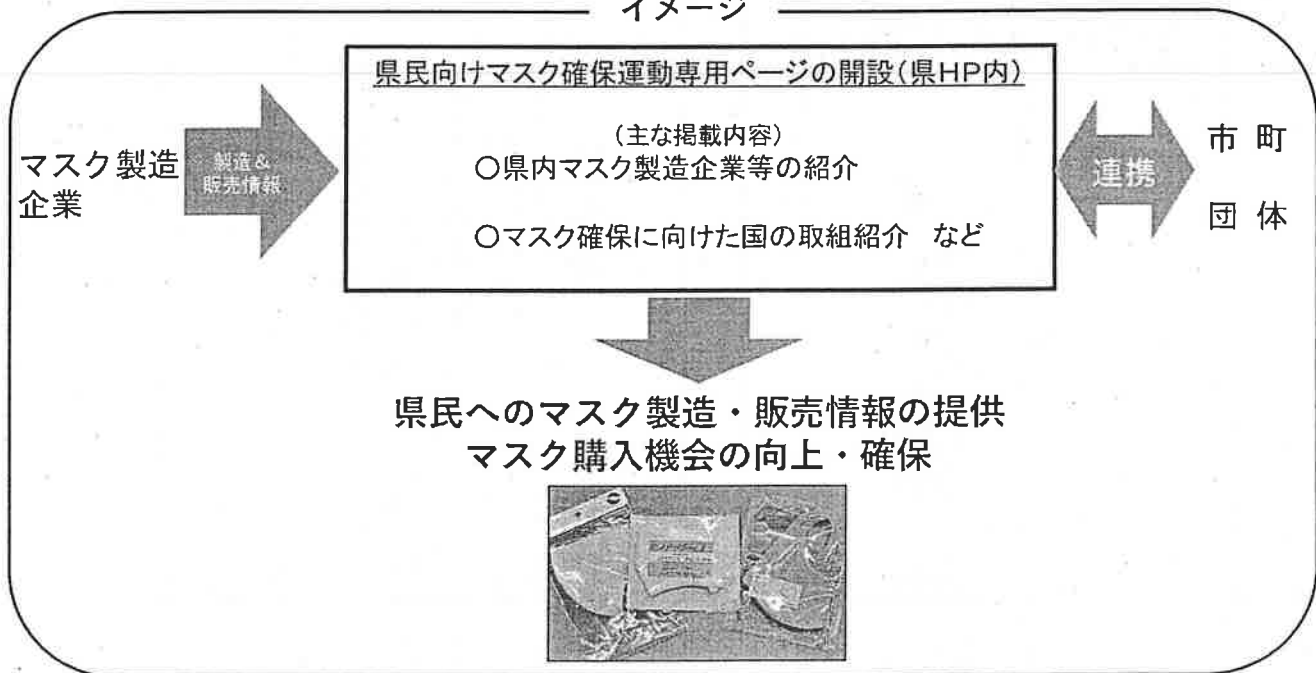 イメージ
県民向けマスク確保運動専用ページの開設(県HP内)
(主な掲載内容)
○県内マスク製造企業等の紹介
○マスク確保に向けた国の取組紹介 など
マスク製造
企業
製造&
販売情報
連携
市 町
団 体
県民へのマスク製造・販売情報の提供
マスク購入機会の向上・確保